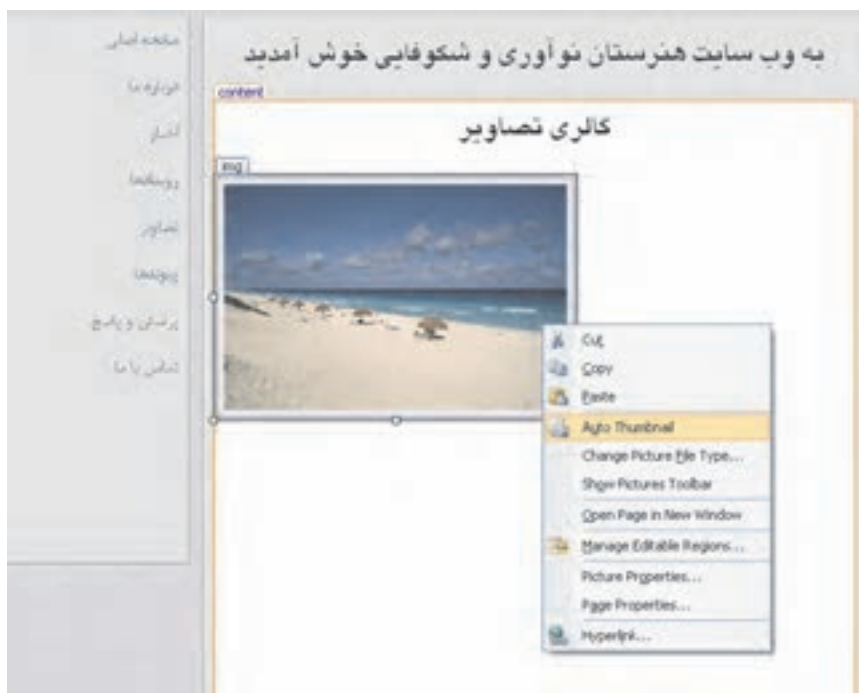 به وب سایت هنرستان نوآوری و شکوفایی خوش آمدید
صفحه اصلی
درباره ما
اخبار
رویدادها
تصاویر
پیوندها
پرسش و پاسخ
تماس با ما
content
گالری تصاویر
img
Cut
Copy
Paste
Auto Thumbnail
Change Picture File Type...
Show Pictures Toolbar
Open Page in New Window
Manage Editable Regions...
Picture Properties...
Page Properties...
Hyperlink...